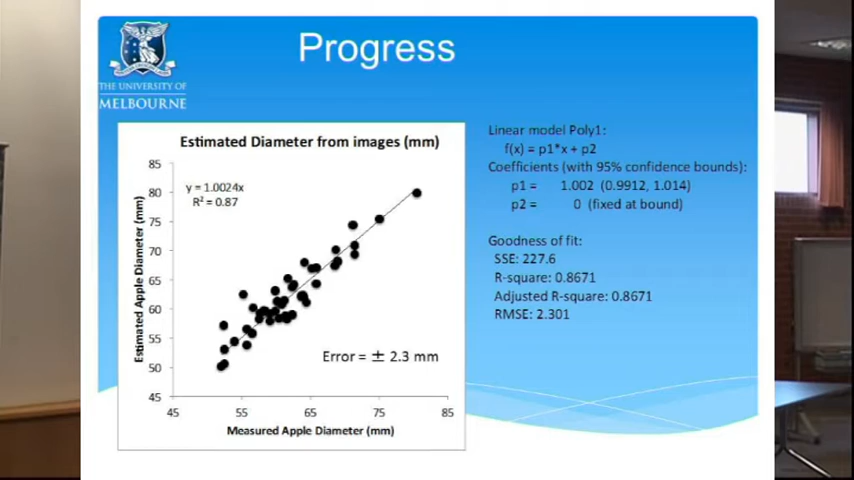 Progress
THE UNIVERSITY OF
MELBOURNE
Estimated Diameter from images (mm)
85
80
75
70
65
60
55
50
45
y = 1.0024x
R² = 0.87
Error = ± 2.3 mm
45
55
65
75
85
Estimated Apple Diameter (mm)
Measured Apple Diameter (mm)
Linear model Poly1:
f(x) = p1*x + p2
Coefficients (with 95% confidence bounds):
p1 = 1.002 (0.9912, 1.014)
p2 = 0 (fixed at bound)
Goodness of fit:
SSE: 227.6
R-square: 0.8671
Adjusted R-square: 0.8671
RMSE: 2.301